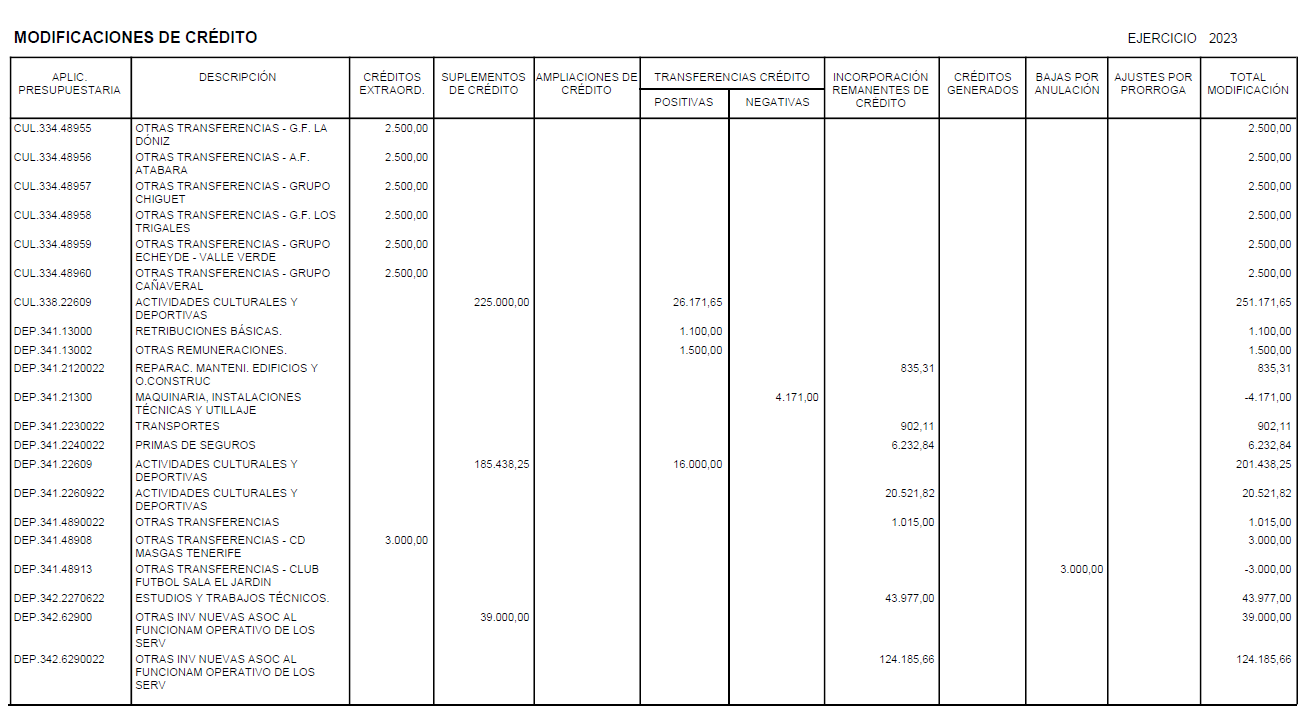 MODIFICACIONES DE CRÉDITO
EJERCICIO 2023
APLIC. PRESUPUESTARIA DESCRIPCIÓN CRÉDITOS EXTRAORD. SUPLEMENTOS DE CRÉDITO AMPLIACIONES DE CRÉDITO TRANSFERENCIAS CRÉDITO POSITIVAS NEGATIVAS INCORPORACIÓN REMANENTES DE CRÉDITO CRÉDITOS GENERADOS BAJAS POR ANULACIÓN AJUSTES POR PRORROGA TOTAL MODIFICACIÓN
CUL.334.48955 OTRAS TRANSFERENCIAS - G.F. LA 2.500,00 2.500,00
DÓNIZ
CUL.334.48956 OTRAS TRANSFERENCIAS - A.F. 2.500,00 2.500,00
ATABARA
CUL.334.48957 OTRAS TRANSFERENCIAS - GRUPO 2.500,00 2.500,00
CHIGUET
CUL.334.48958 OTRAS TRANSFERENCIAS - G.F. LOS 2.500,00 2.500,00
TRIGALES
CUL.334.48959 OTRAS TRANSFERENCIAS - GRUPO 2.500,00 2.500,00
ECHEYDE - VALLE VERDE
CUL.334.48960 OTRAS TRANSFERENCIAS - GRUPO 2.500,00 2.500,00
CAÑAVERAL
CUL.338.22609 ACTIVIDADES CULTURALES Y 225.000,00 26.171,65 251.171,65
DEPORTIVAS
DEP.341.13000 RETRIBUCIONES BÁSICAS. 1.100,00 1.100,00
DEP.341.13002 OTRAS REMUNERACIONES. 1.500,00 1.500,00
DEP.341.2120022 REPARAC. MANTENI. EDIFICIOS Y 835,31 835,31
O.CONSTRUC
DEP.341.21300 MAQUINARIA, INSTALACIONES 4.171,00 -4.171,00
TÉCNICAS Y UTILLAJE
DEP.341.2230022 TRANSPORTES 902,11 902,11
DEP.341.2240022 PRIMAS DE SEGUROS 6.232,84 6.232,84
DEP.341.22609 ACTIVIDADES CULTURALES Y 185.438,25 16.000,00 201.438,25
DEPORTIVAS
DEP.341.2260922 ACTIVIDADES CULTURALES Y 20.521,82 20.521,82
DEPORTIVAS
DEP.341.4890022 OTRAS TRANSFERENCIAS 1.015,00 1.015,00
DEP.341.48908 OTRAS TRANSFERENCIAS - CD 3.000,00 3.000,00
MASGAS TENERIFE
DEP.341.48913 OTRAS TRANSFERENCIAS - CLUB 3.000,00 -3.000,00
FUTBOL SALA EL JARDIN
DEP.342.2270622 ESTUDIOS Y TRABAJOS TÉCNICOS. 43.977,00 43.977,00
DEP.342.62900 OTRAS INV NUEVAS ASOC AL 39.000,00 39.000,00
FUNCIONAM OPERATIVO DE LOS
SERV
DEP.342.6290022 OTRAS INV NUEVAS ASOC AL 124.185,66 124.185,66
FUNCIONAM OPERATIVO DE LOS
SERV